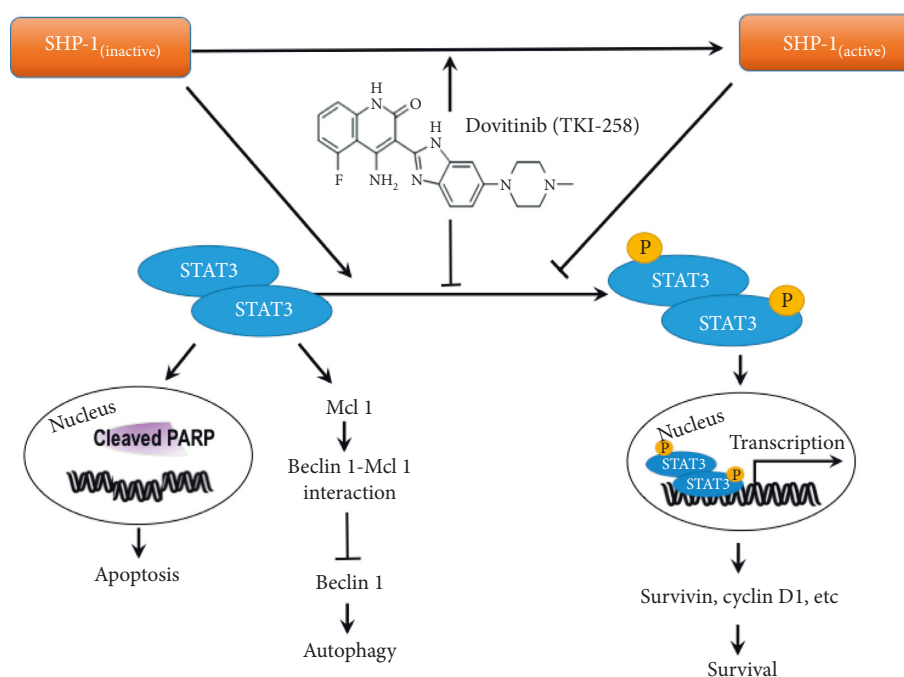 SHP-1(inactive)
SHP-1(active)
H
N
O
Dovitinib (TKI-258)
H
N
F
NH2
N
N
N
P
STAT3
STAT3
STAT3
P
STAT3
Nucleus
Cleaved PARP
Apoptosis
Mcl 1
Beclin 1-Mcl 1
interaction
Beclin 1
Autophagy
Nucleus
Transcription
P
STAT3
P
STAT3
Survivin, cyclin D1, etc
Survival